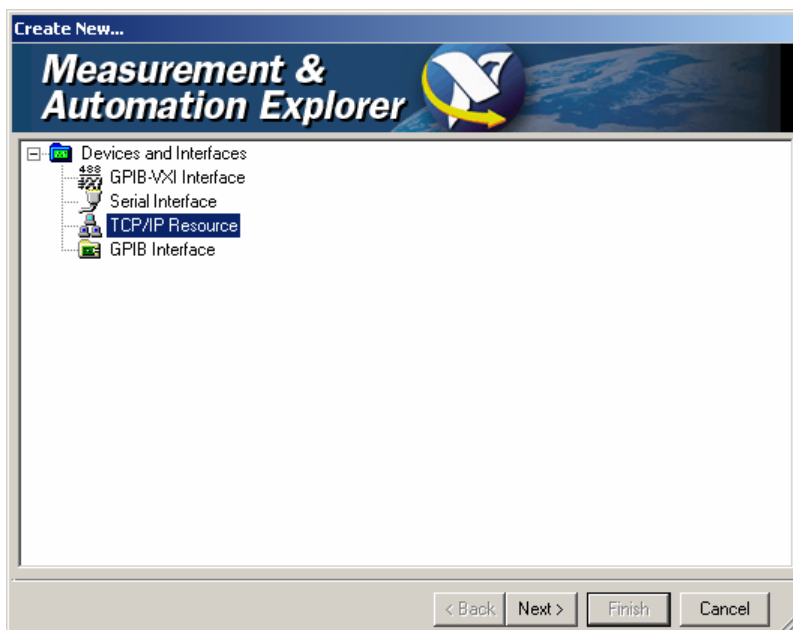 Create New...
Measurement &
Automation Explorer
Devices and Interfaces
GPIB-VXI Interface
Serial Interface
TCP/IP Resource
GPIB Interface
< Back Next > Finish Cancel